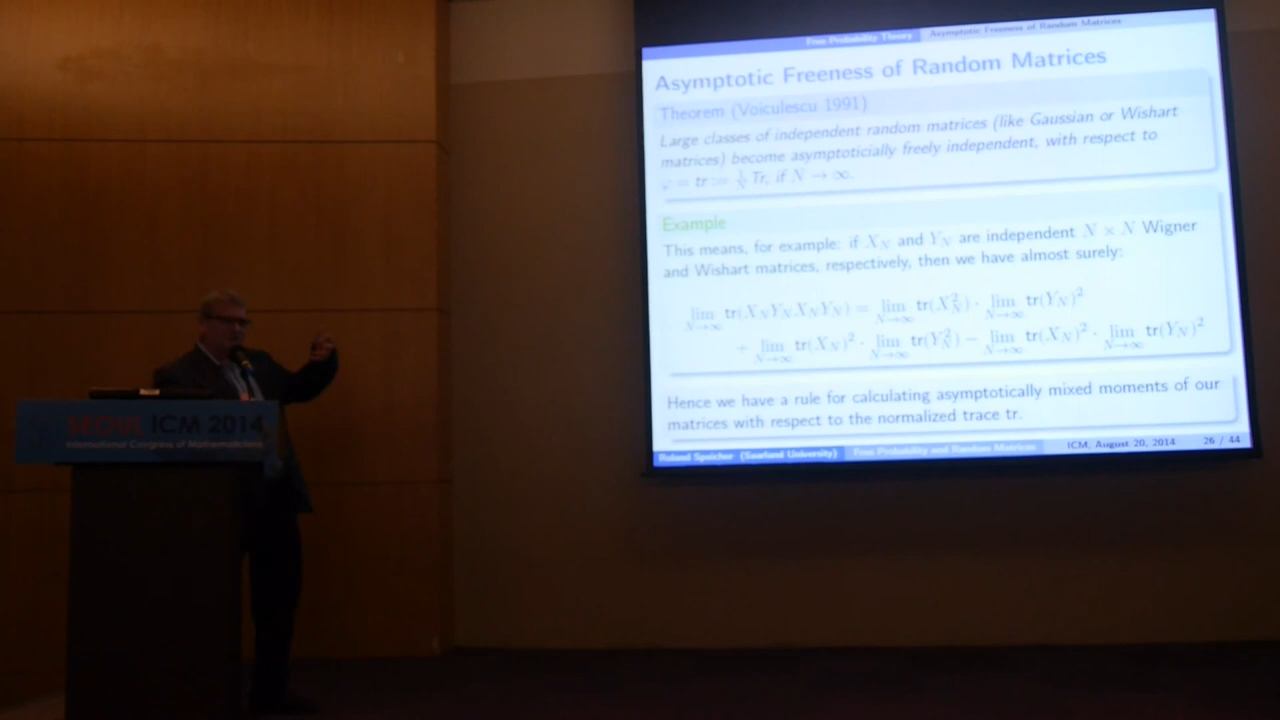 Free Probability Theory Asymptotic Freeness of Random Matrices
Asymptotic Freeness of Random Matrices
Theorem (Voiculescu 1991)
Large classes of independent random matrices (like Gaussian or Wishart
matrices) become asymptoticially freely independent, with respect to
φ = tr := 1/N Tr, if N → ∞.
Example
This means, for example: if X_N and Y_N are independent N × N Wigner
and Wishart matrices, respectively, then we have almost surely:
lim_{N→∞} tr(X_N Y_N X_N Y_N) = lim_{N→∞} tr(X_N^2) · lim_{N→∞} tr(Y_N)^2
+ lim_{N→∞} tr(X_N)^2 · lim_{N→∞} tr(Y_N^2) − lim_{N→∞} tr(X_N)^2 · lim_{N→∞} tr(Y_N)^2
Hence we have a rule for calculating asymptotically mixed moments of our
matrices with respect to the normalized trace tr.
Roland Speicher (Saarland University) Free Probability and Random Matrices ICM, August 20, 2014 26 / 44
SEOUL ICM 2014
International Congress of Mathematicians